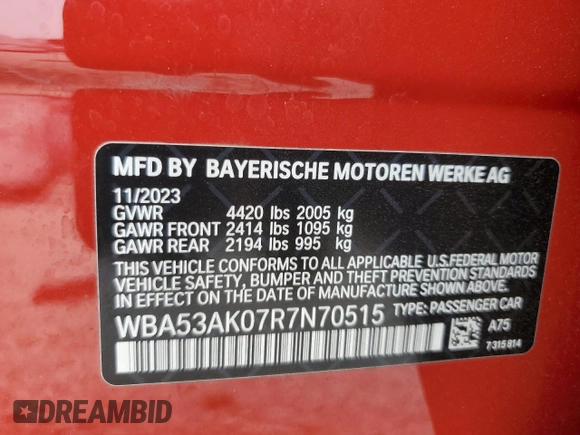 MFD BY BAYERISCHE MOTOREN WERKE AG
11/2023
GVWR 4420 lbs 2005 kg
GAWR FRONT 2414 lbs 1095 kg
GAWR REAR 2194 lbs 995 kg
THIS VEHICLE CONFORMS TO ALL APPLICABLE U.S.FEDERAL MOTOR
VEHICLE SAFETY, BUMPER AND THEFT PREVENTION STANDARDS
IN EFFECT ON THE DATE OF MANUFACTURE SHOWN ABOVE.
WBA53AK07R7N70515 TYPE: PASSENGER CAR
A75
7315814
DREAMBID